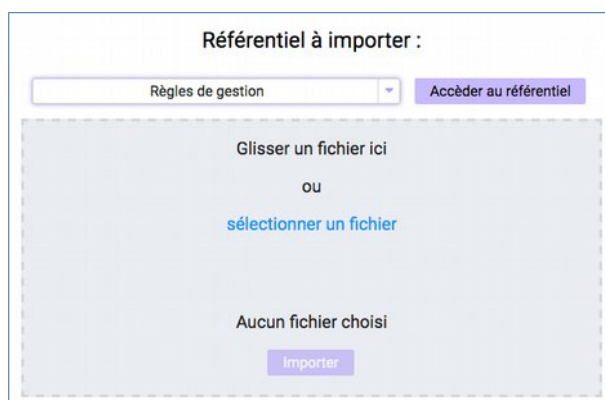 Référentiel à importer :
Règles de gestion
Accèder au référentiel
Glisser un fichier ici
ou
sélectionner un fichier
Aucun fichier choisi
Importer